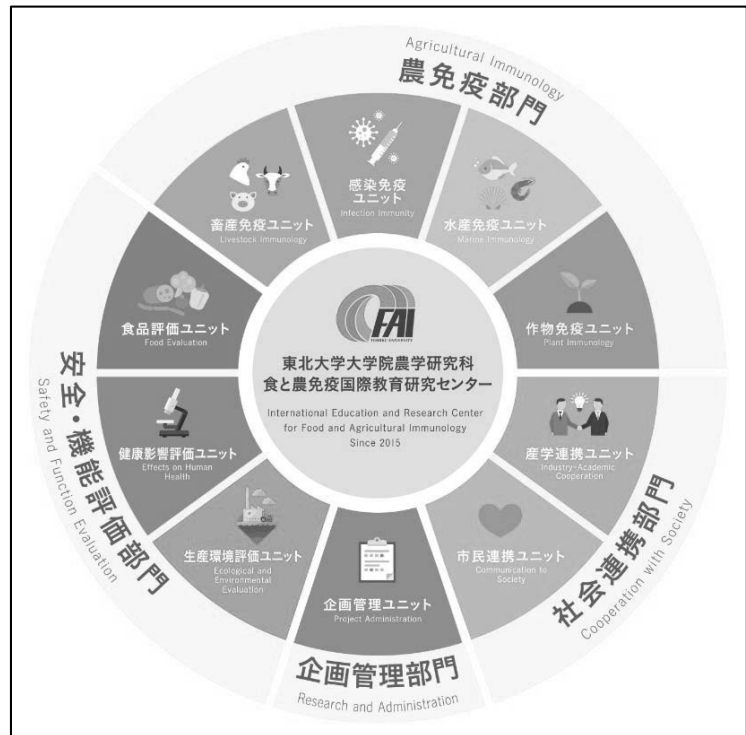 Agricultural Immunology
農免疫部門
感染免疫
ユニット
Infection Immunity
水産免疫ユニット
Marine Immunology
作物免疫ユニット
Plant Immunology
産学連携ユニット
Industry-Academic
Cooperation
市民連携ユニット
Communication to
Society
社会連携部門
Cooperation with Society
企画管理ユニット
Project Administration
企画管理部門
Research and Administration
生産環境評価ユニット
Ecological and
Environmental
Evaluation
健康影響評価ユニット
Effects on Human
Health
食品評価ユニット
Food Evaluation
安全・機能評価部門
Safety and Function Evaluation
畜産免疫ユニット
Livestock Immunology
CFAI
TOHOKU UNIVERSITY
東北大学大学院農学研究科
食と農免疫国際教育研究センター
International Education and Research Center
for Food and Agricultural Immunology
Since 2015